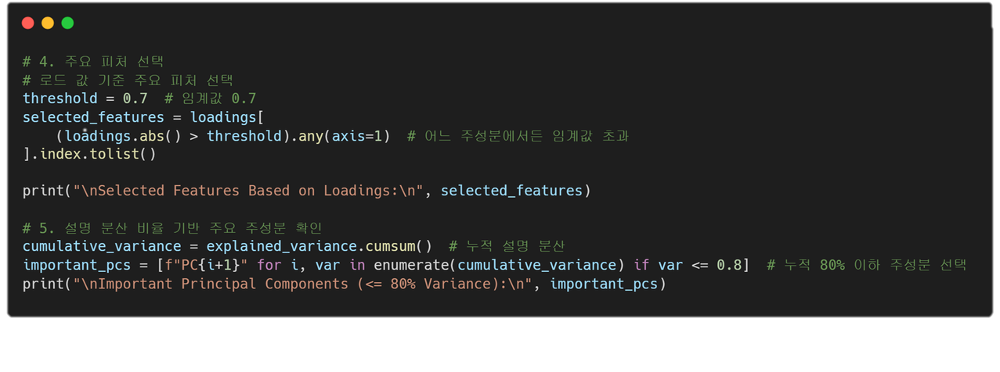 # 4. 주요 피처 선택
# 로드 값 기준 주요 피처 선택
threshold = 0.7  # 임계값 0.7
selected_features = loadings[
    (loadings.abs() > threshold).any(axis=1)  # 어느 주성분에서든 임계값 초과
].index.tolist()

print("\nSelected Features Based on Loadings:\n", selected_features)

# 5. 설명 분산 비율 기반 주요 주성분 확인
cumulative_variance = explained_variance.cumsum()  # 누적 설명 분산
important_pcs = [f"PC{i+1}" for i, var in enumerate(cumulative_variance) if var <= 0.8]  # 누적 80% 이하 주성분 선택
print("\nImportant Principal Components (<= 80% Variance):\n", important_pcs)